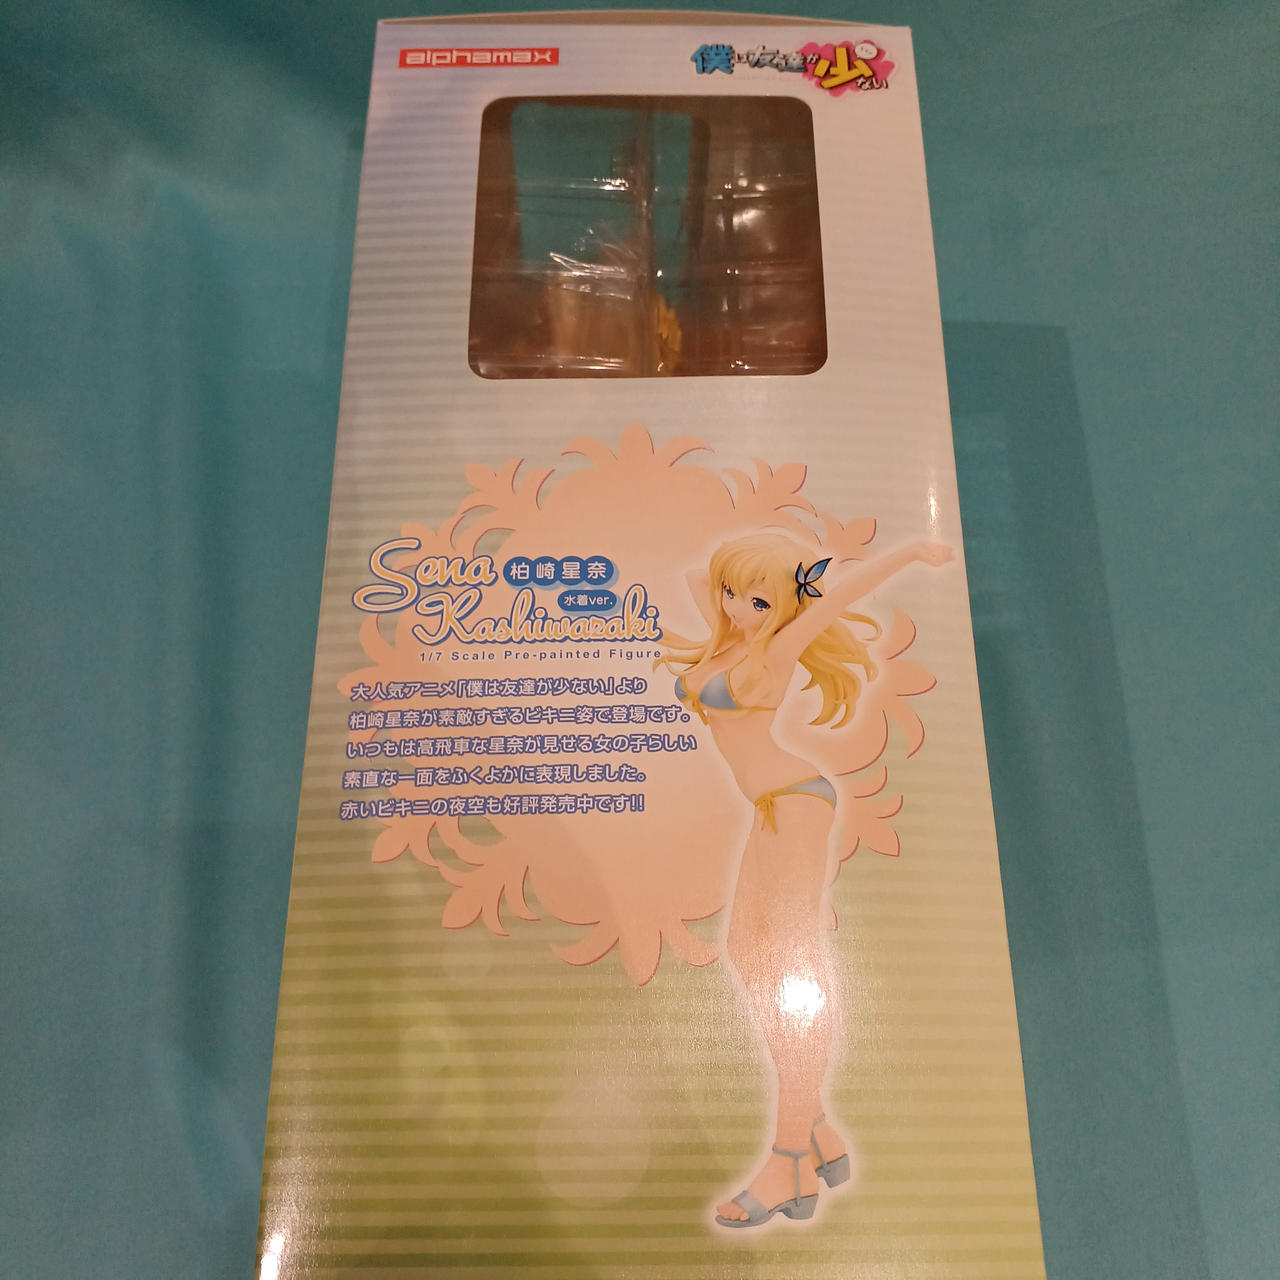 alphamax
僕は友達が少ない
Sena 柏崎星奈
水着ver.
Kashiwazaki
1/7 Scale Pre-painted Figure
大人気アニメ「僕は友達が少ない」より
柏崎星奈が素敵すぎるビキニ姿で登場です。
いつもは高飛車な星奈が見せる女の子らしい
素直な一面をふくよかに表現しました。
赤いビキニの夜空も好評発売中です!!